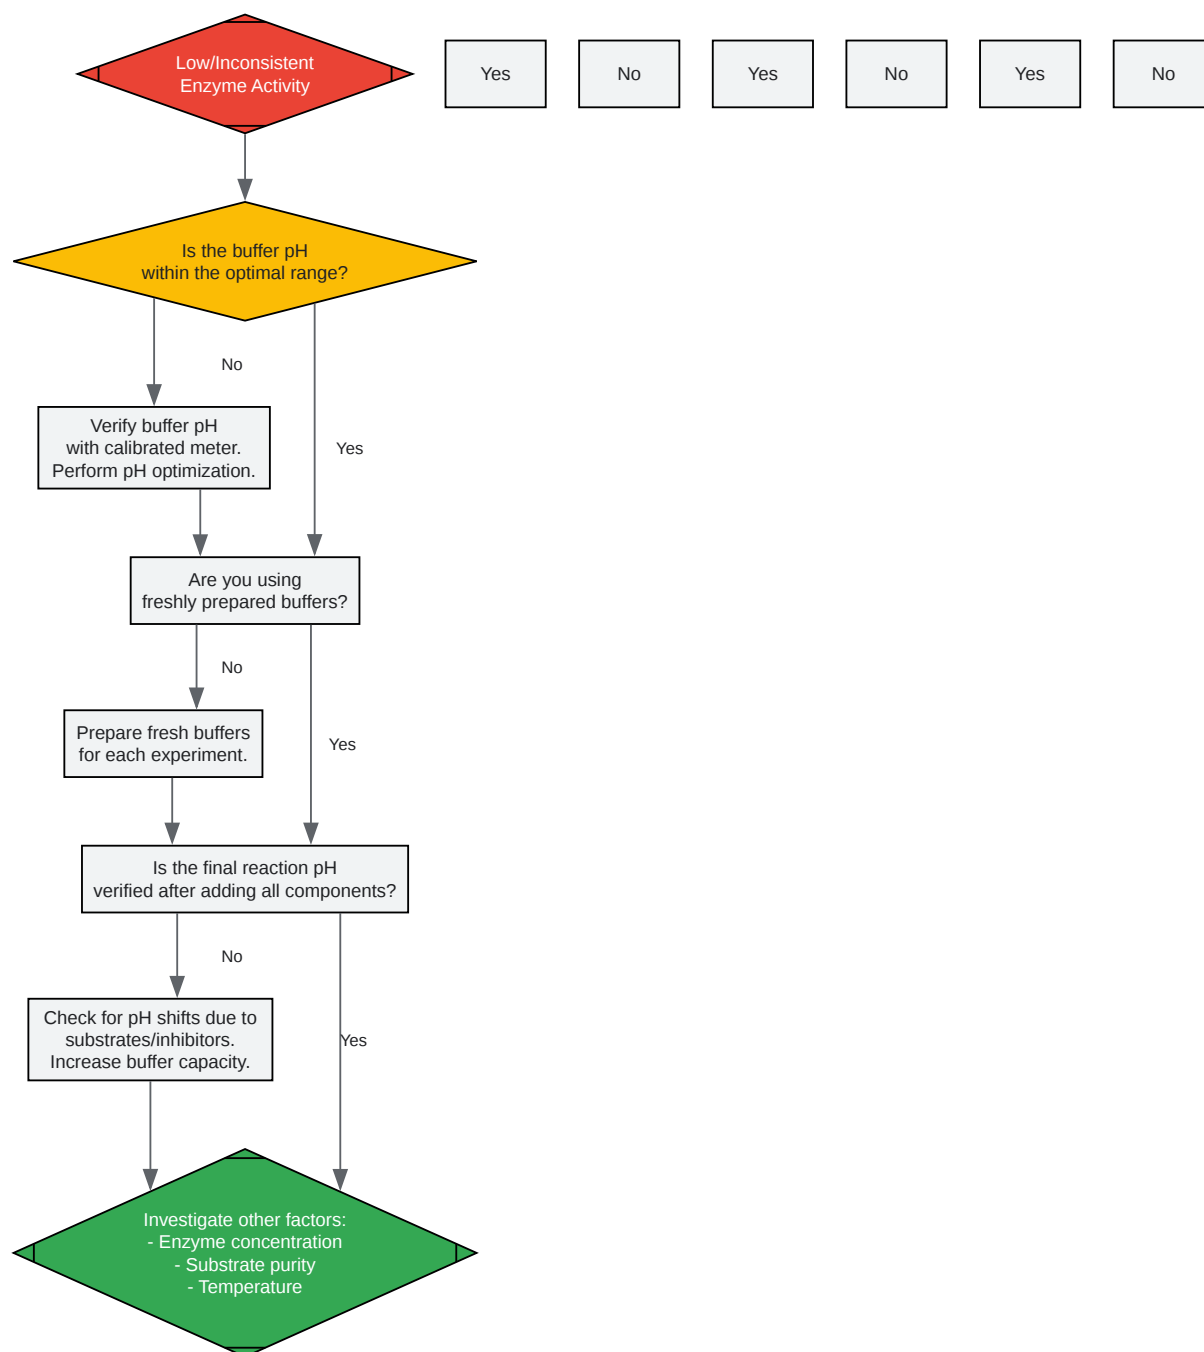 Low/Inconsistent
Enzyme Activity
Yes
No
Yes
No
Yes
No
Is the buffer pH
within the optimal range?
No
Verify buffer pH
with calibrated meter.
Perform pH optimization.
Yes
Are you using
freshly prepared buffers?
No
Prepare fresh buffers
for each experiment.
Yes
Is the final reaction pH
verified after adding all components?
No
Check for pH shifts due to
substrates/inhibitors.
Increase buffer capacity.
Yes
Investigate other factors:
- Enzyme concentration
- Substrate purity
- Temperature